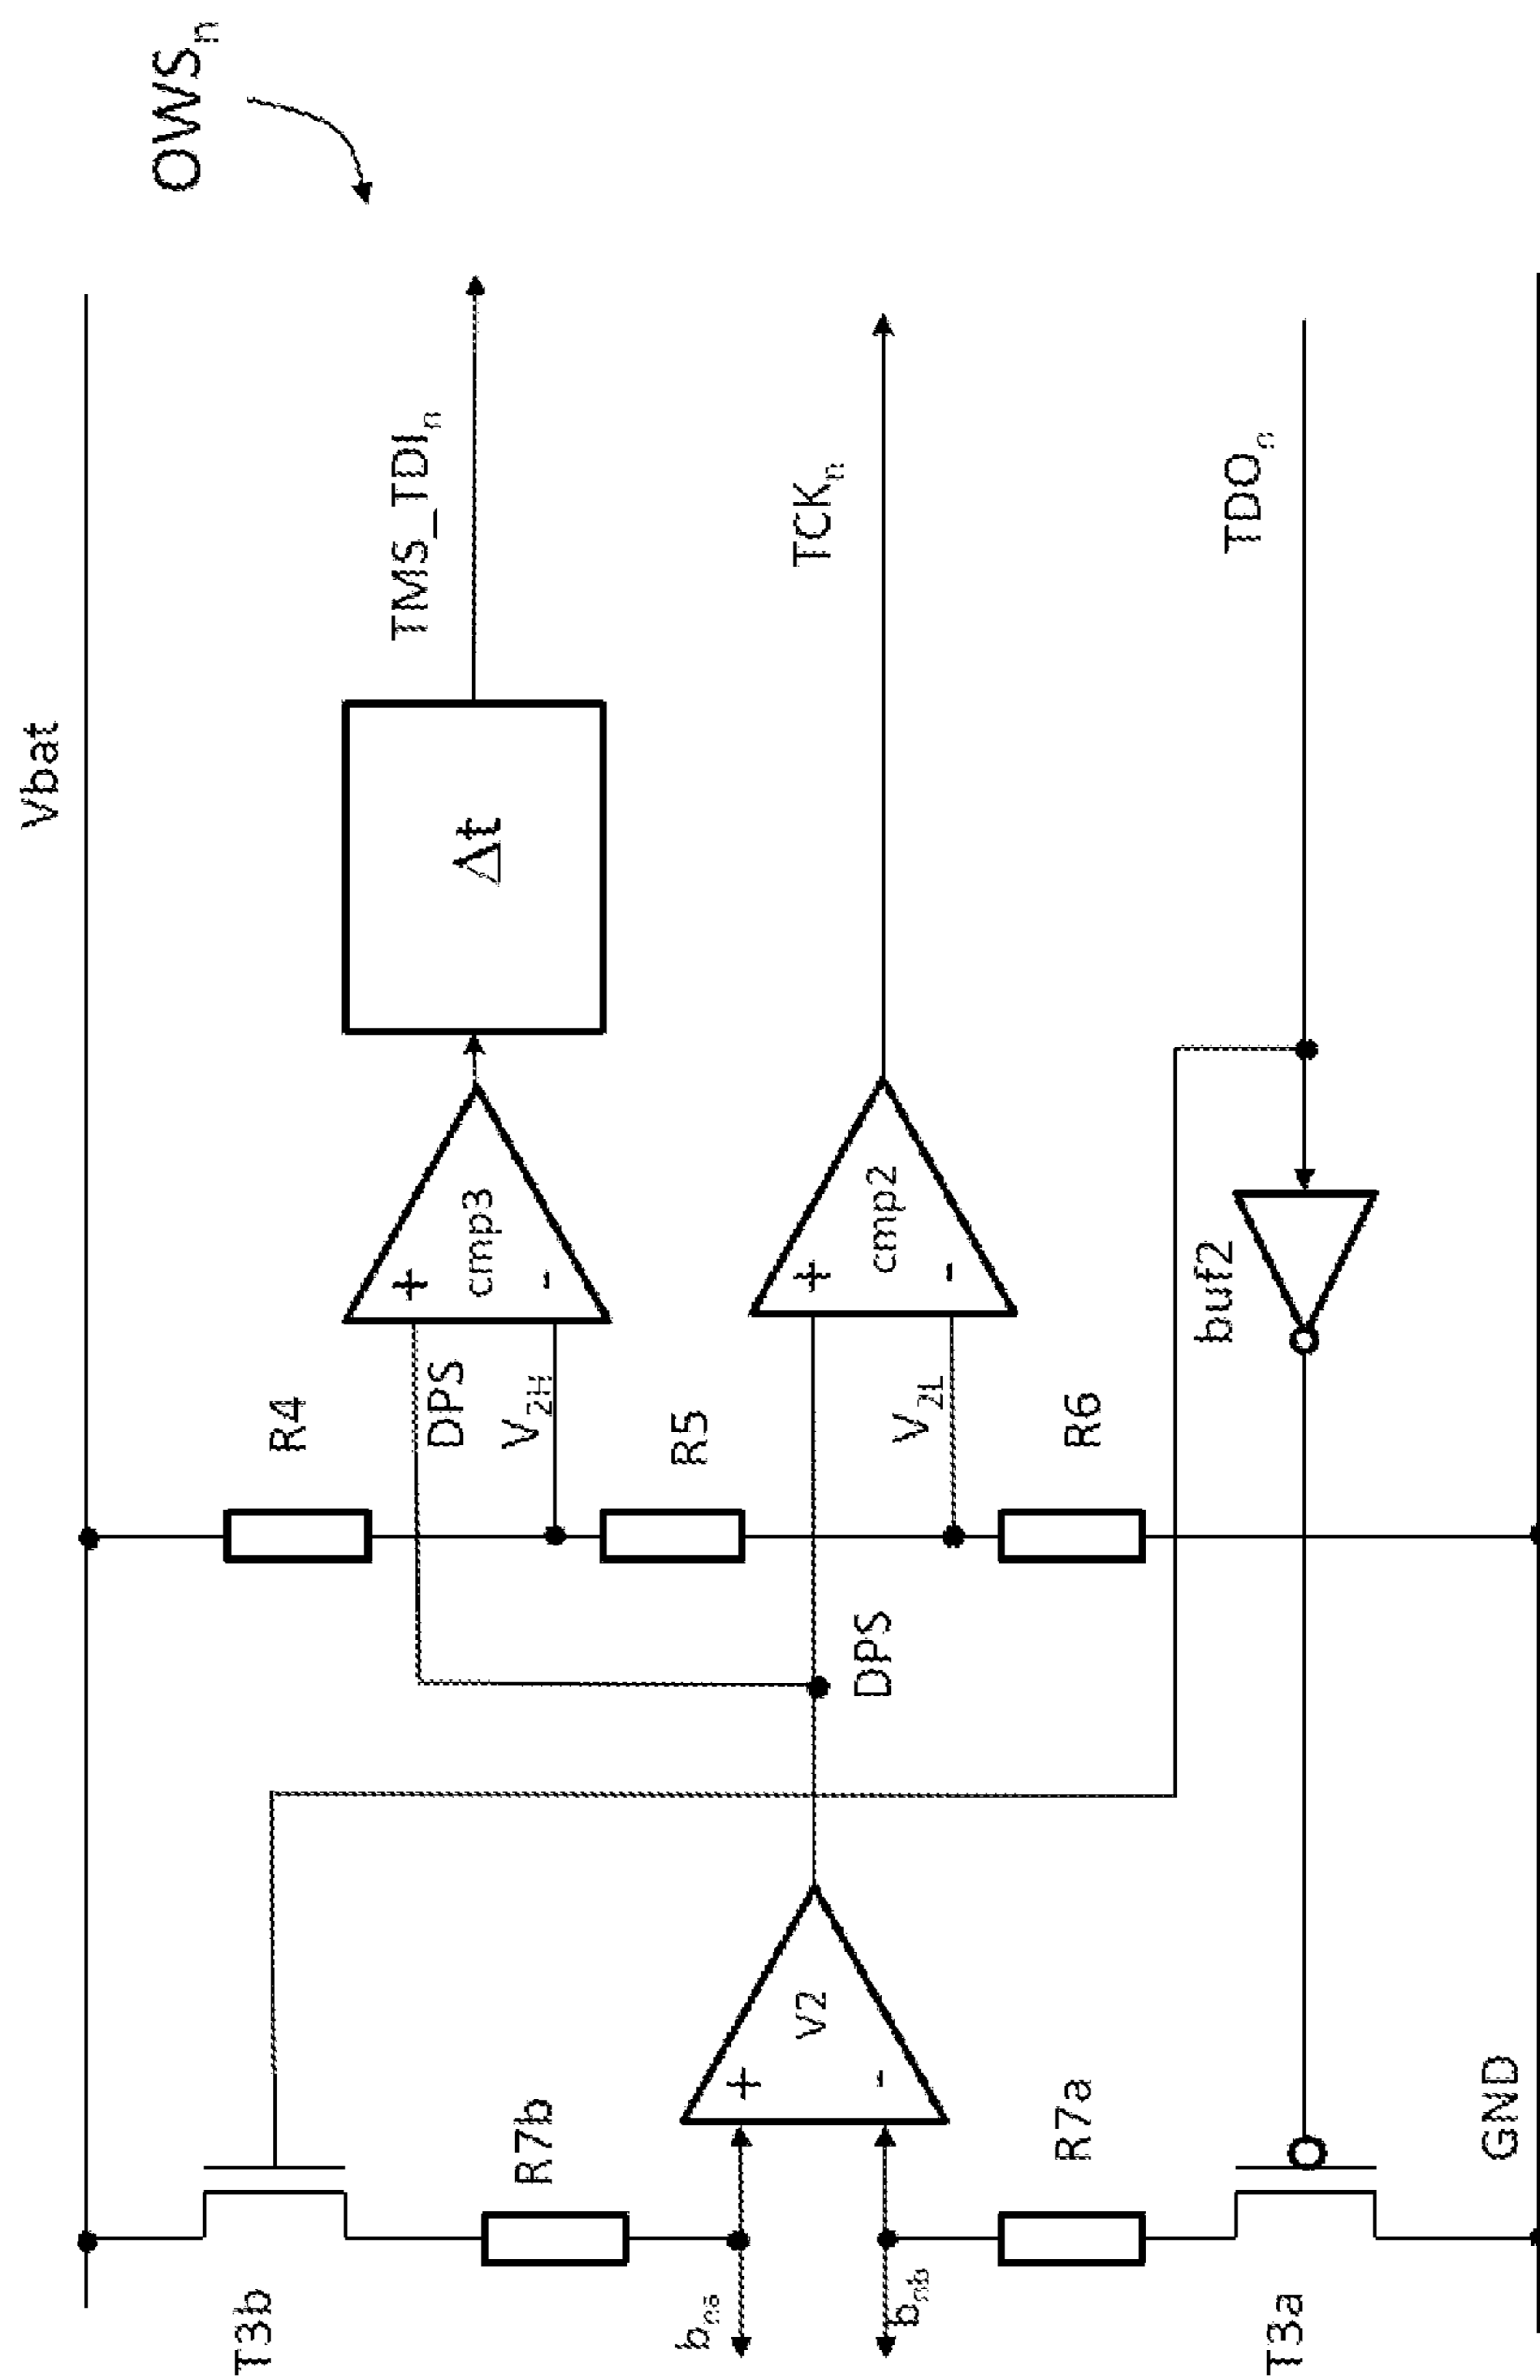 OWSn
Vbat
TMS_TDIn
Δt
TCKn
TDOn
+
cmp3
-
+
cmp2
-
buf2
R4
DPS
V2H
R5
V2L
R6
DPS
+
V2
-
R7b
R7a
GND
T3b
bna
bnb
T3a